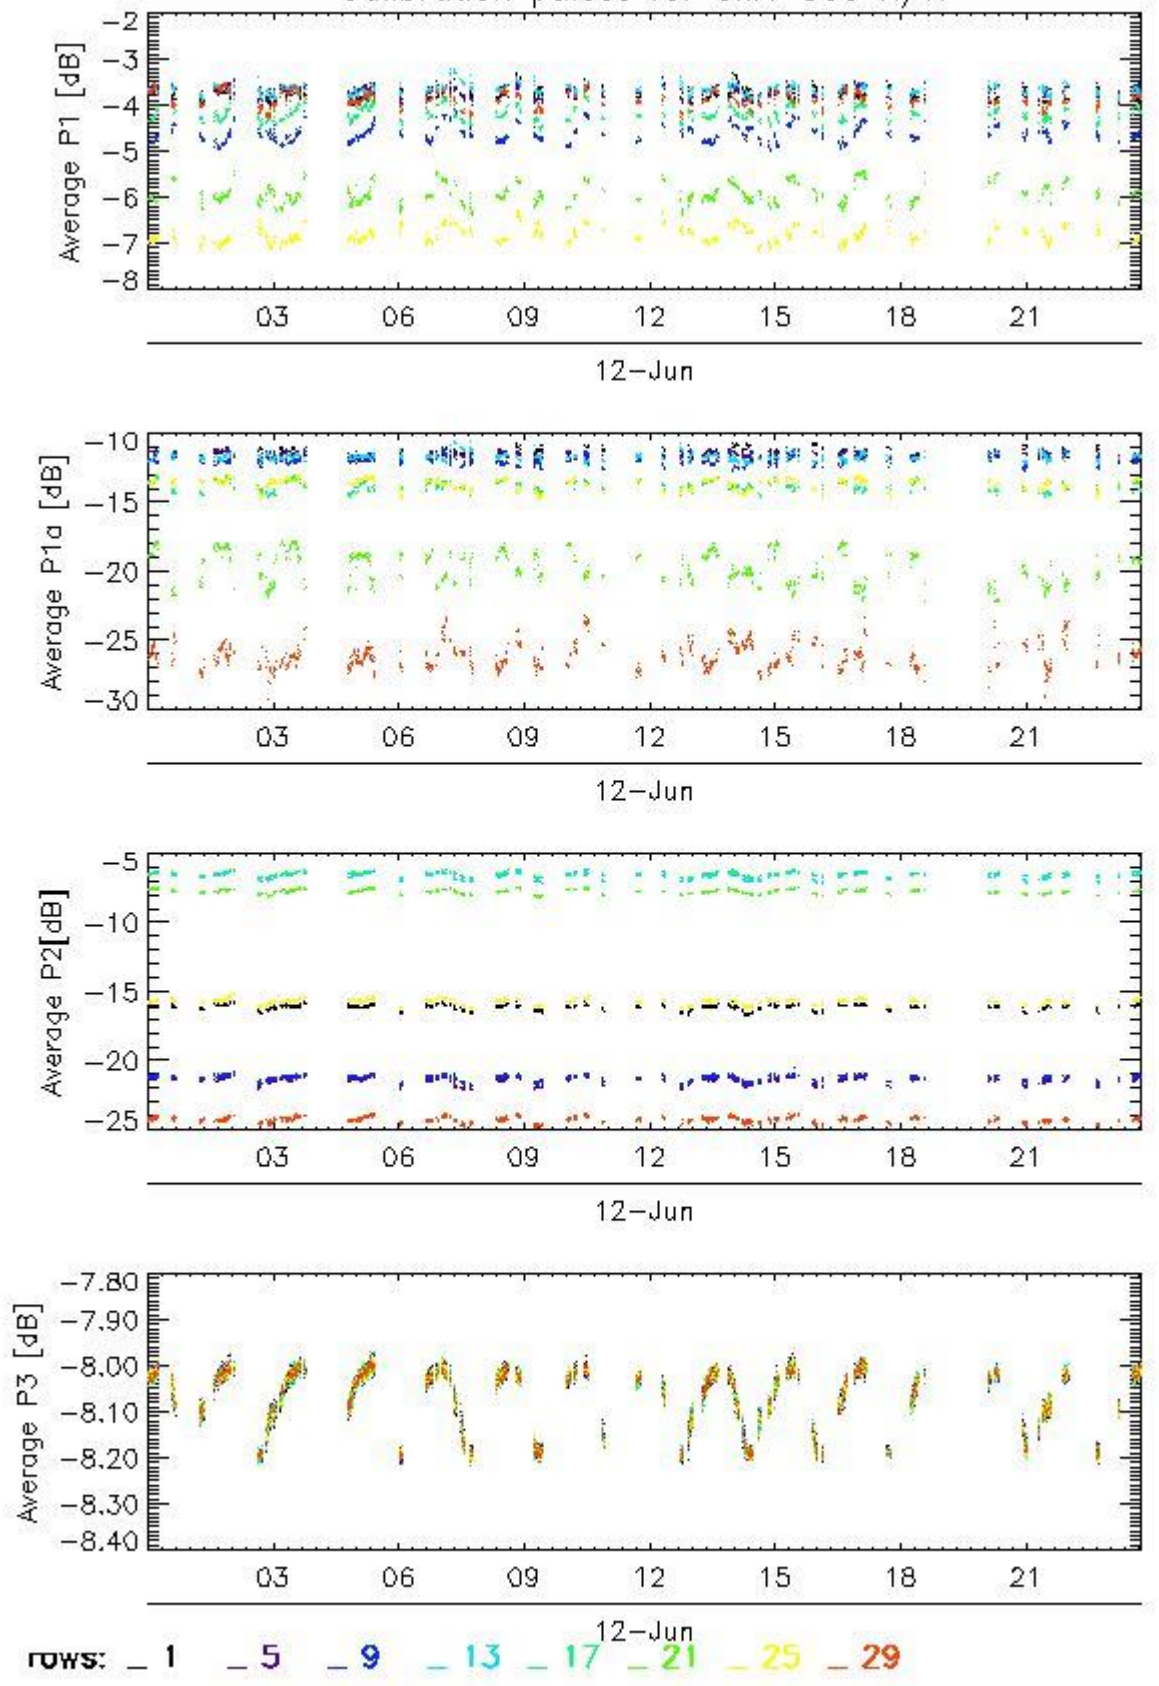 −2
−3
−4
−5
−6
−7
−8
Average P1 [dB]
03 06 09 12 15 18 21
12−Jun
−10
−15
−20
−25
−30
Average P1a [dB]
03 06 09 12 15 18 21
12−Jun
−5
−10
−15
−20
−25
Average P2[dB]
03 06 09 12 15 18 21
12−Jun
−7.80
−7.90
−8.00
−8.10
−8.20
−8.30
−8.40
Average P3 [dB]
03 06 09 12 15 18 21
12−Jun
rows: _ 1 _ 5 _ 9 _ 13 _ 17 _ 21 _ 25 _ 29